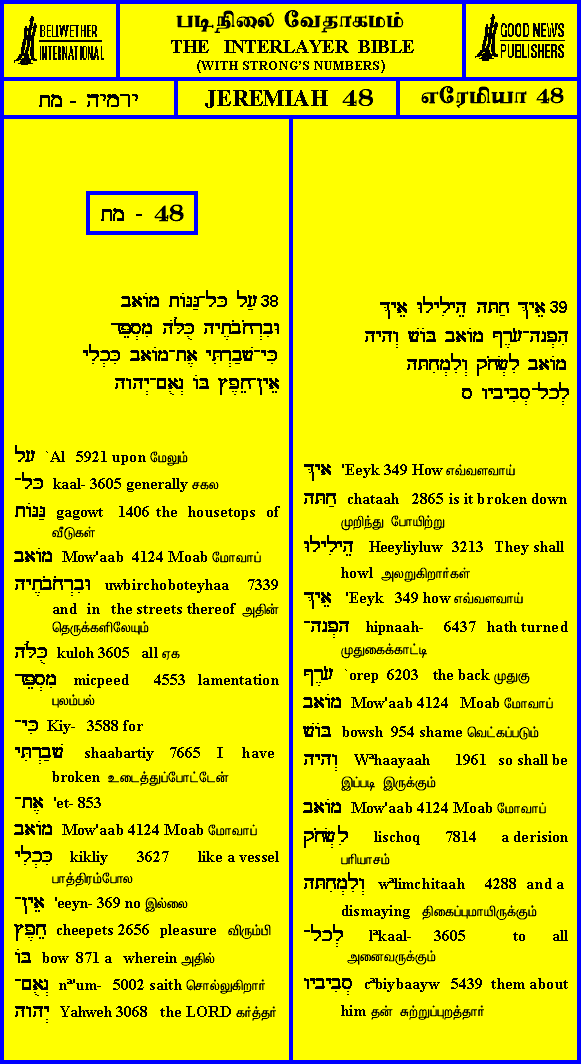 BELLWETHER
INTERNATIONAL
படிநிலை வேதாகமம்
THE INTERLAYER BIBLE
(WITH STRONG'S NUMBERS)
GOOD NEWS
PUBLISHERS
ירמיה - מח
JEREMIAH 48
எரேமியா 48
מח - 48
38 עַל כָּל־גַּגּוֹת מוֹאָב
וּבִרְחֹבֹתֶיה כֻּלֹּה מִסְפֵּד־
כִּי־שָׁבַרְתִּי אֶת־מוֹאָב כִּכְלִי
אֵין־חֵפֶץ בּוֹ נְאֻם־יְהוה
עַל `Al 5921 upon மேலும்
כָּל־ kaal- 3605 generally சகல
גַּגּוֹת gagowt 1406 the housetops of
வீடுகள்
מוֹאָב Mow'aab 4124 Moab மோவாப்
וּבִרְחֹבֹתֶיה uwbirchoboteyhaa 7339
and in the streets thereof அதின்
தெருக்களிலேயும்
כֻּלֹּה kuloh 3605 all ஏக
מִסְפֵּד־ micpeed 4553 lamentation
புலம்பல்
כִּי־ Kiy- 3588 for
שָׁבַרְתִּי shaabartiy 7665 I have
broken உடைத்துப்போட்டேன்
אֶת־ 'et- 853
מוֹאָב Mow'aab 4124 Moab மோவாப்
כִּכְלִי kikliy 3627 like a vessel
பாத்திரம்போல
אֵין־ 'eeyn- 369 no இல்லை
חֵפֶץ cheepets 2656 pleasure விரும்பி
בּוֹ bow 871 a wherein அதில்
נְאֻם־ nª'um- 5002 saith சொல்லுகிறார்
יְהוה Yahweh 3068 the LORD கர்த்தர்
39 אֵיךְ חַתָּה הֵילִילוּ אֵיךְ
הִפְנָה־עֹרֶף מוֹאָב בּוֹשׁ וְהיה
מוֹאָב לִשְׂחֹק וְלִמְחִתָּה
לְכָל־סְבִיבָיו ס
אֵיךְ 'Eeyk 349 How எவ்வளவாய்
חַתָּה chataah 2865 is it broken down
முறிந்து போயிற்று
הֵילִילוּ Heeyliyluw 3213 They shall
howl அலறுகிறார்கள்
אֵיךְ 'Eeyk 349 how எவ்வளவாய்
הִפְנָה־ hipnaah- 6437 hath turned
முதுகைக்காட்டி
עֹרֶף `orep 6203 the back முதுகு
מוֹאָב Mow'aab 4124 Moab மோவாப்
בּוֹשׁ bowsh 954 shame வெட்கப்படும்
וְהיה Wªhaayaah 1961 so shall be
இப்படி இருக்கும்
מוֹאָב Mow'aab 4124 Moab மோவாப்
לִשְׂחֹק lischoq 7814 a derision
பரியாசம்
וְלִמְחִתָּה wªlimchitaah 4288 and a
dismaying திகைப்புமாயிருக்கும்
לְכָל־ lªkaal- 3605 to all
அனைவருக்கும்
סְבִיבָיו cªbiybaayw 5439 them about
him தன் சுற்றுப்புறத்தார்